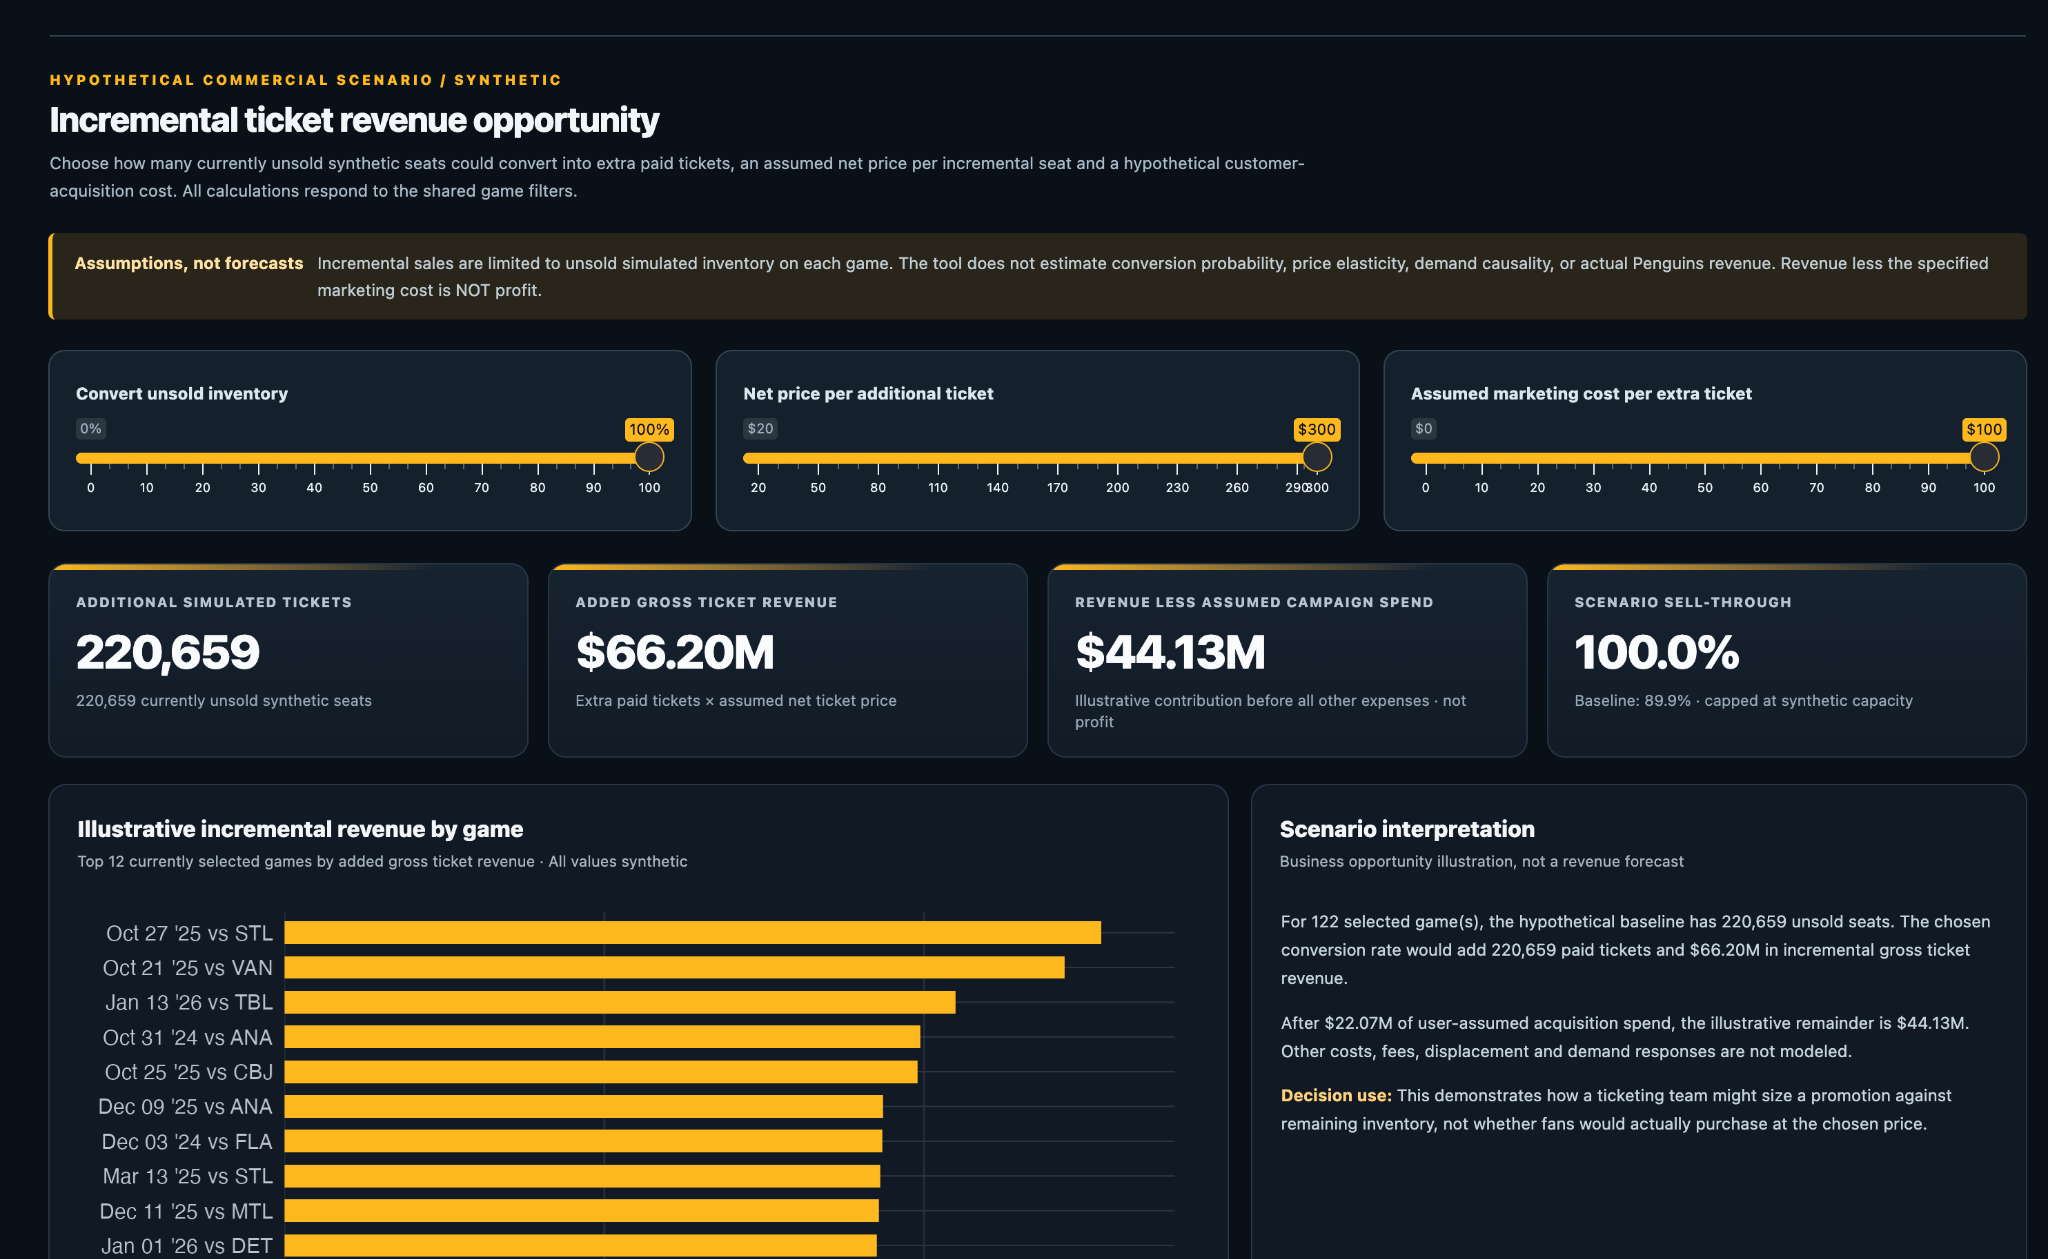 HYPOTHETICAL COMMERCIAL SCENARIO / SYNTHETIC
Incremental ticket revenue opportunity
Choose how many currently unsold synthetic seats could convert into extra paid tickets, an assumed net price per incremental seat and a hypothetical customer-
acquisition cost. All calculations respond to the shared game filters.
Assumptions, not forecasts Incremental sales are limited to unsold simulated inventory on each game. The tool does not estimate conversion probability, price elasticity, demand causality, or actual Penguins revenue. Revenue less the specified
marketing cost is NOT profit.
Convert unsold inventory
0% 100%
0 10 20 30 40 50 60 70 80 90 100
Net price per additional ticket
$20 $300
20 50 80 110 140 170 200 230 260 290 300
Assumed marketing cost per extra ticket
$0 $100
0 10 20 30 40 50 60 70 80 90 100
ADDITIONAL SIMULATED TICKETS
220,659
220,659 currently unsold synthetic seats
ADDED GROSS TICKET REVENUE
$66.20M
Extra paid tickets × assumed net ticket price
REVENUE LESS ASSUMED CAMPAIGN SPEND
$44.13M
Illustrative contribution before all other expenses · not
profit
SCENARIO SELL-THROUGH
100.0%
Baseline: 89.9% · capped at synthetic capacity
Illustrative incremental revenue by game
Top 12 currently selected games by added gross ticket revenue · All values synthetic
Oct 27 '25 vs STL
Oct 21 '25 vs VAN
Jan 13 '26 vs TBL
Oct 31 '24 vs ANA
Oct 25 '25 vs CBJ
Dec 09 '25 vs ANA
Dec 03 '24 vs FLA
Mar 13 '25 vs STL
Dec 11 '25 vs MTL
Jan 01 '26 vs DET
Scenario interpretation
Business opportunity illustration, not a revenue forecast
For 122 selected game(s), the hypothetical baseline has 220,659 unsold seats. The chosen
conversion rate would add 220,659 paid tickets and $66.20M in incremental gross ticket
revenue.
After $22.07M of user-assumed acquisition spend, the illustrative remainder is $44.13M.
Other costs, fees, displacement and demand responses are not modeled.
Decision use: This demonstrates how a ticketing team might size a promotion against
remaining inventory, not whether fans would actually purchase at the chosen price.